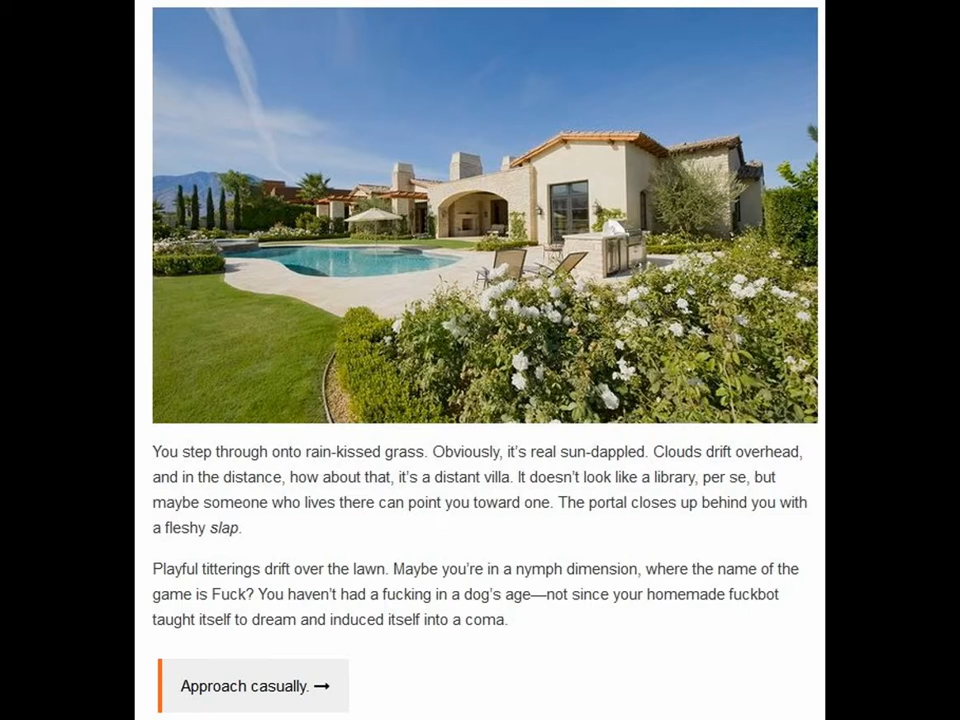 You step through onto rain-kissed grass. Obviously, it’s real sun-dappled. Clouds drift overhead,
and in the distance, how about that, it’s a distant villa. It doesn’t look like a library, per se, but
maybe someone who lives there can point you toward one. The portal closes up behind you with
a fleshy slap.
Playful titterings drift over the lawn. Maybe you’re in a nymph dimension, where the name of the
game is Fuck? You haven’t had a fucking in a dog’s age—not since your homemade fuckbot
taught itself to dream and induced itself into a coma.
Approach casually. →